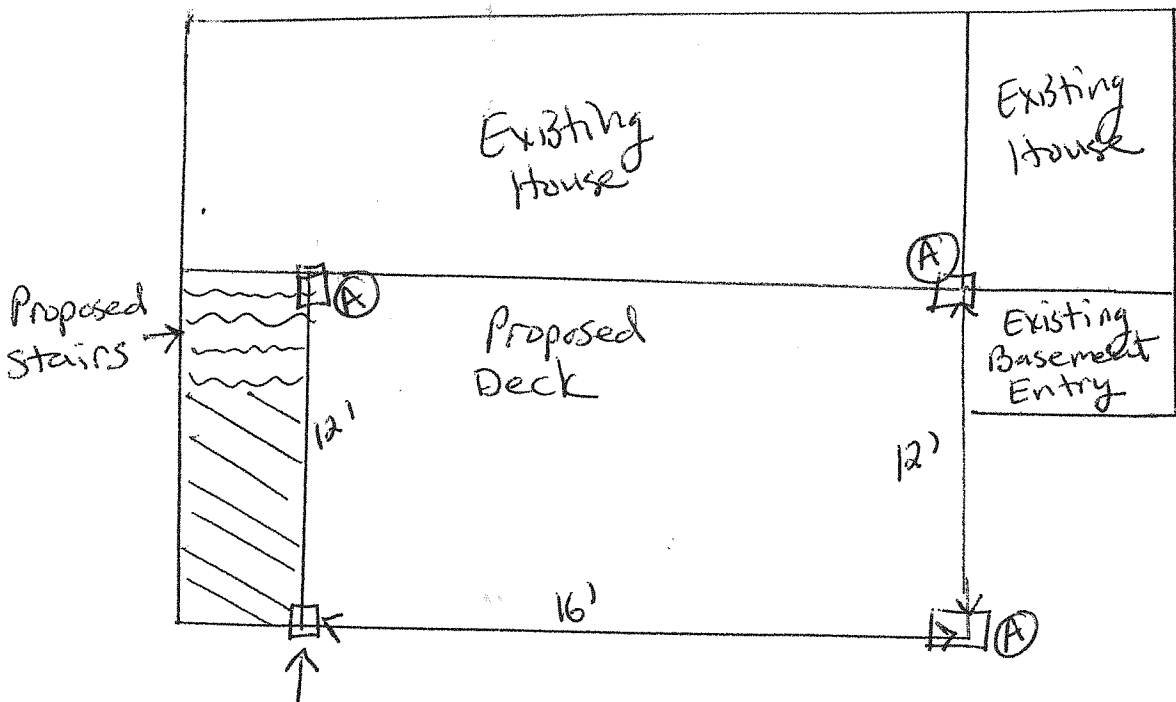 Existing
House
Existing
House
A
A
Proposed
Stairs
Proposed
Deck
Existing
Basement
Entry
12'
12'
16'
A